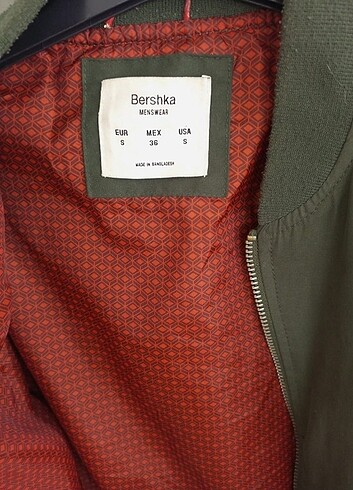 Bershka
MENSWEAR
EUR MEX USA
S 36 S
MADE IN BANGLADESH